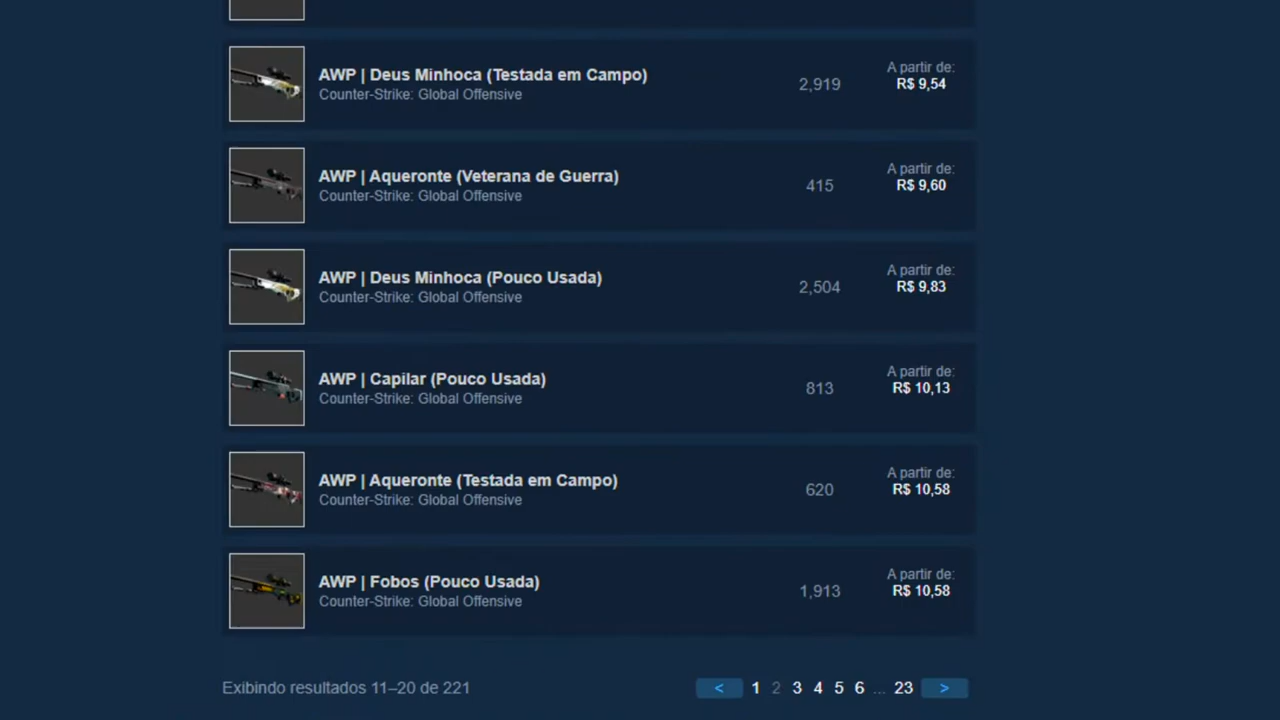 AWP | Deus Minhoca (Testada em Campo)
Counter-Strike: Global Offensive
2,919
A partir de:
R$ 9,54
AWP | Aqueronte (Veterana de Guerra)
Counter-Strike: Global Offensive
415
A partir de:
R$ 9,60
AWP | Deus Minhoca (Pouco Usada)
Counter-Strike: Global Offensive
2,504
A partir de:
R$ 9,83
AWP | Capilar (Pouco Usada)
Counter-Strike: Global Offensive
813
A partir de:
R$ 10,13
AWP | Aqueronte (Testada em Campo)
Counter-Strike: Global Offensive
620
A partir de:
R$ 10,58
AWP | Fobos (Pouco Usada)
Counter-Strike: Global Offensive
1,913
A partir de:
R$ 10,58
Exibindo resultados 11–20 de 221
< 1 2 3 4 5 6 ... 23 >